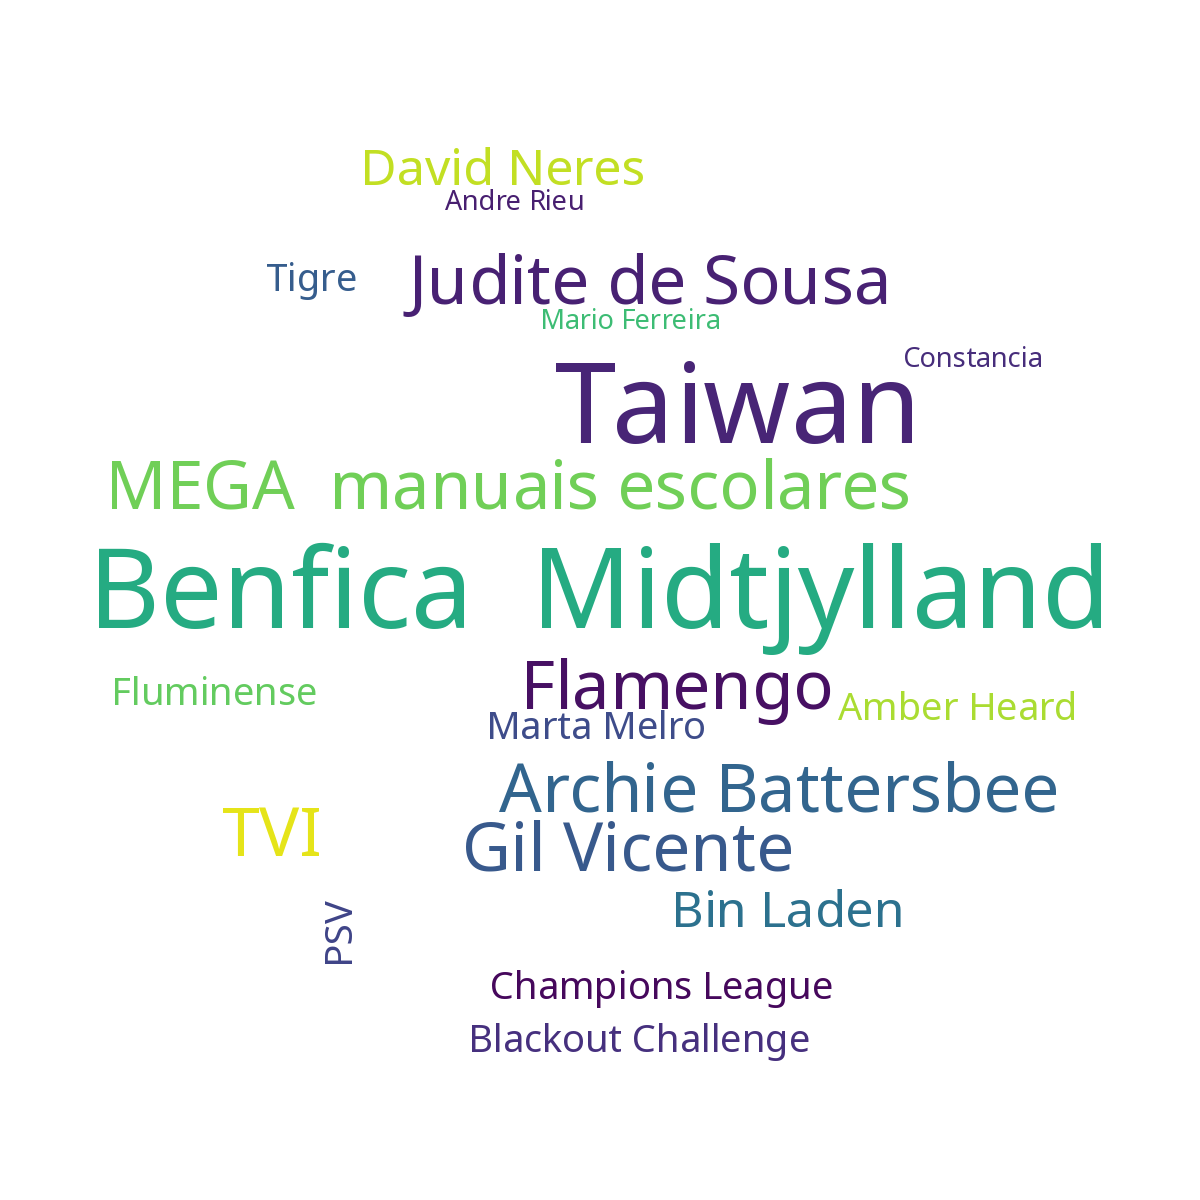 David Neres
Andre Rieu
Judite de Sousa
Tigre
Mario Ferreira
Constancia
Taiwan
MEGA manuais escolares
Benfica Midtjylland
Flamengo
Fluminense
Amber Heard
Marta Melro
Archie Battersbee
TVI
Gil Vicente
Bin Laden
PSV
Champions League
Blackout Challenge